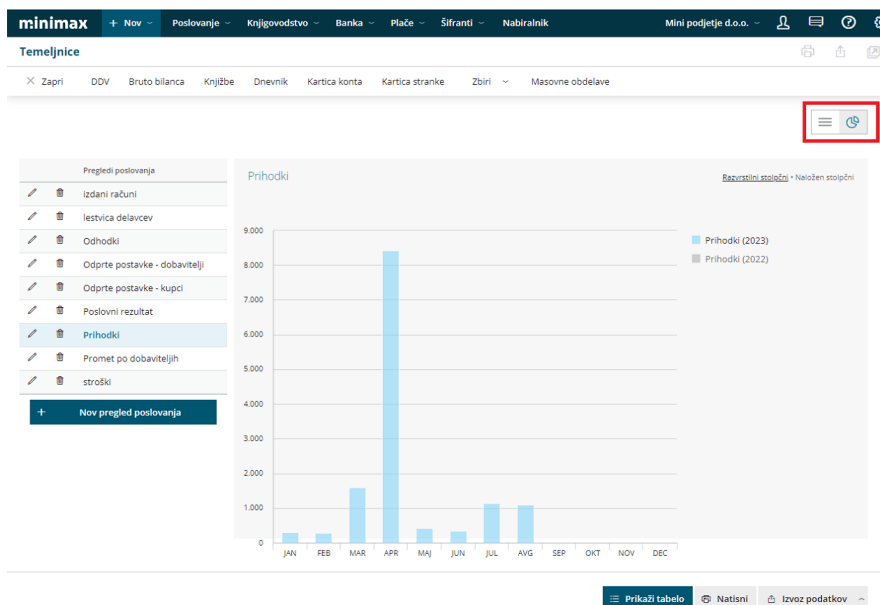 minimax + Nov Poslovanje Knjigovodstvo Banka Plače Šifranti Nabiralnik Mini podjetje d.o.o.
Temeljnice
Zapri DDV Bruto bilanca Knjižbe Dnevnik Kartica konta Kartica stranke Zbiri Masovne obdelave
Pregledi poslovanja
izdani računi
lestvica delavcev
Odhodki
Odprte postavke - dobavitelji
Odprte postavke - kupci
Poslovni rezultat
Prihodki
Promet po dobaviteljih
stroški
+ Nov pregled poslovanja
Prihodki
Razvrstilni stolpčni • Naložen stolpčni
9.000
8.000
7.000
6.000
5.000
4.000
3.000
2.000
1.000
0
JAN FEB MAR APR MAJ JUN JUL AVG SEP OKT NOV DEC
Prihodki (2023)
Prihodki (2022)
Prikaži tabelo Natisni Izvoz podatkov